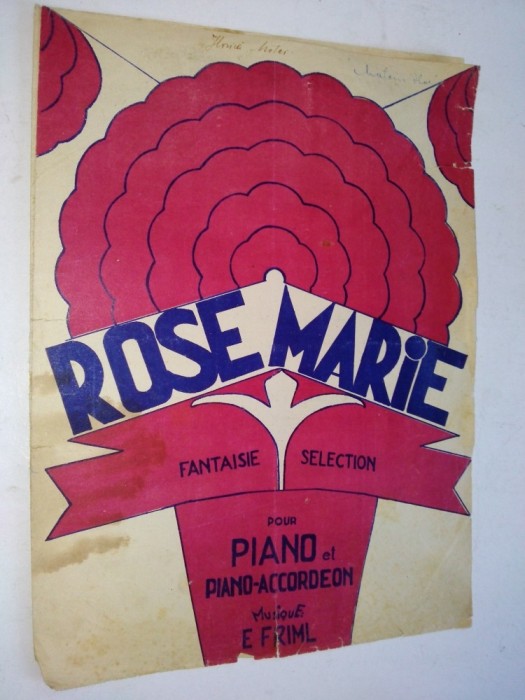 ROSE MARiE
FANTAISIE SELECTION
POUR
PIANO et
PIANO-ACCORDEON
MUSiQUE
E FRIML